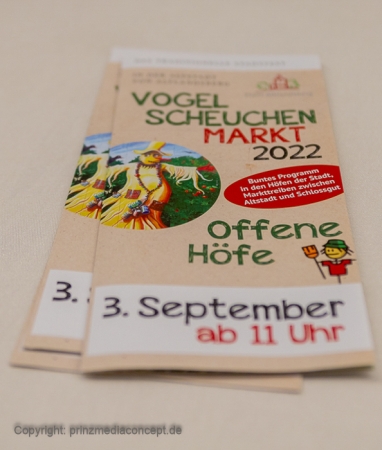 VOGEL
SCHEUCHEN
MARKT
2022
Buntes Programm
in den Höfen der Stadt,
Markttreiben zwischen
Altstadt und Schlossgut
Offene
Höfe
3. September
ab 11 Uhr
3.
Copyright: prinzmediaconcept.de